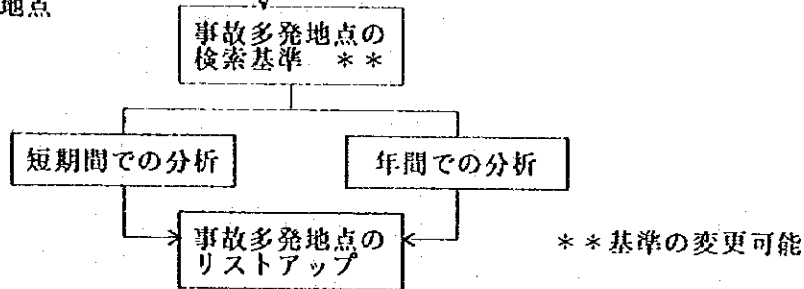 地点
事故多発地点の
検索基準 ＊＊
短期間での分析
年間での分析
事故多発地点の
リストアップ
＊＊基準の変更可能